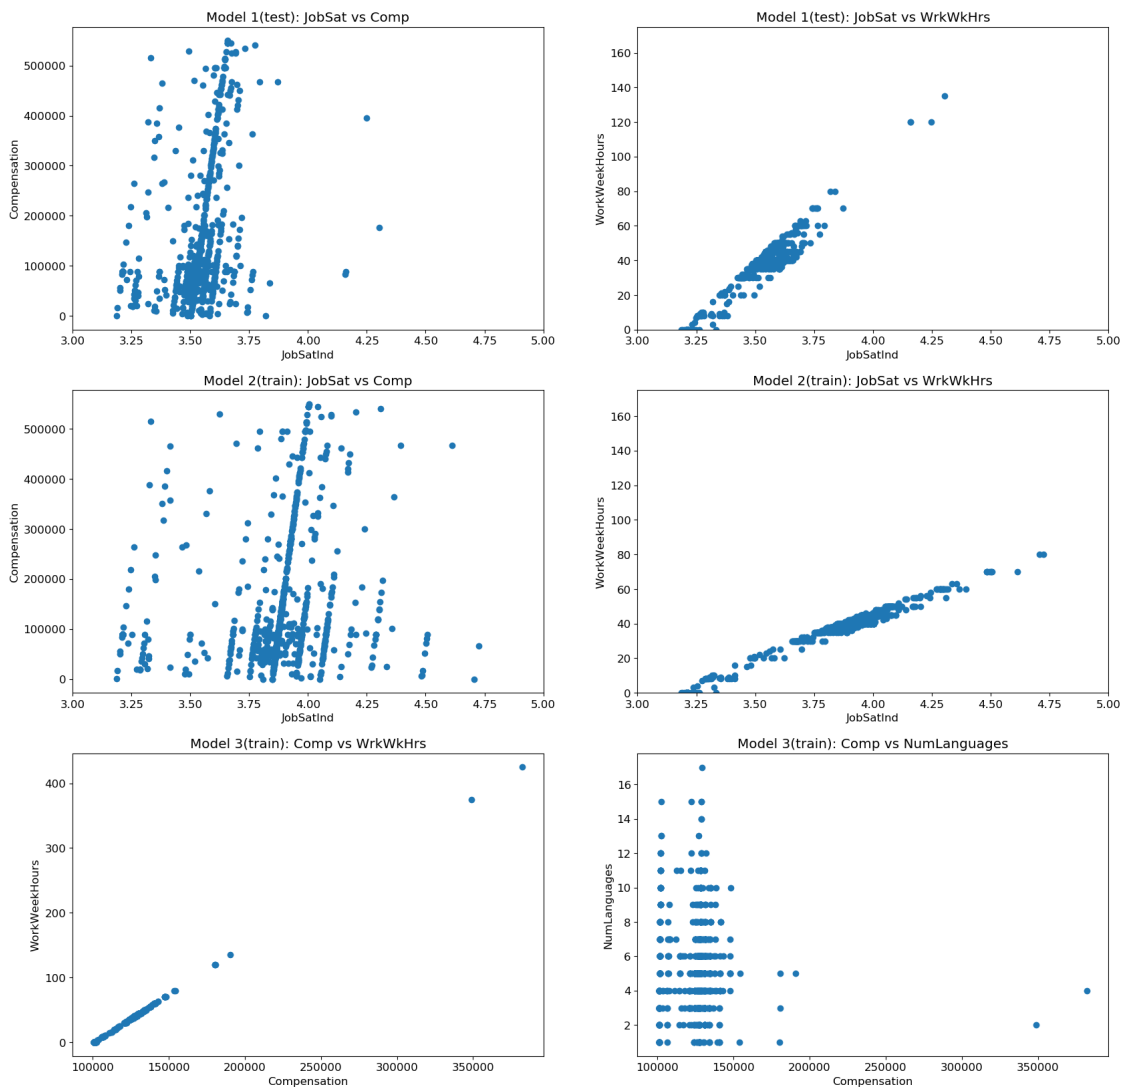 Model 1(test): JobSat vs Comp
Compensation
500000
400000
300000
200000
100000
0
3.00 3.25 3.50 3.75 4.00 4.25 4.50 4.75 5.00
JobSatInd
Model 1(test): JobSat vs WrkWkHrs
WorkWeekHours
160
140
120
100
80
60
40
20
0
3.00 3.25 3.50 3.75 4.00 4.25 4.50 4.75 5.00
JobSatInd
Model 2(train): JobSat vs Comp
Compensation
500000
400000
300000
200000
100000
0
3.00 3.25 3.50 3.75 4.00 4.25 4.50 4.75 5.00
JobSatInd
Model 2(train): JobSat vs WrkWkHrs
WorkWeekHours
160
140
120
100
80
60
40
20
0
3.00 3.25 3.50 3.75 4.00 4.25 4.50 4.75 5.00
JobSatInd
Model 3(train): Comp vs WrkWkHrs
WorkWeekHours
400
300
200
100
0
100000 150000 200000 250000 300000 350000
Compensation
Model 3(train): Comp vs NumLanguages
NumLanguages
16
14
12
10
8
6
4
2
100000 150000 200000 250000 300000 350000
Compensation